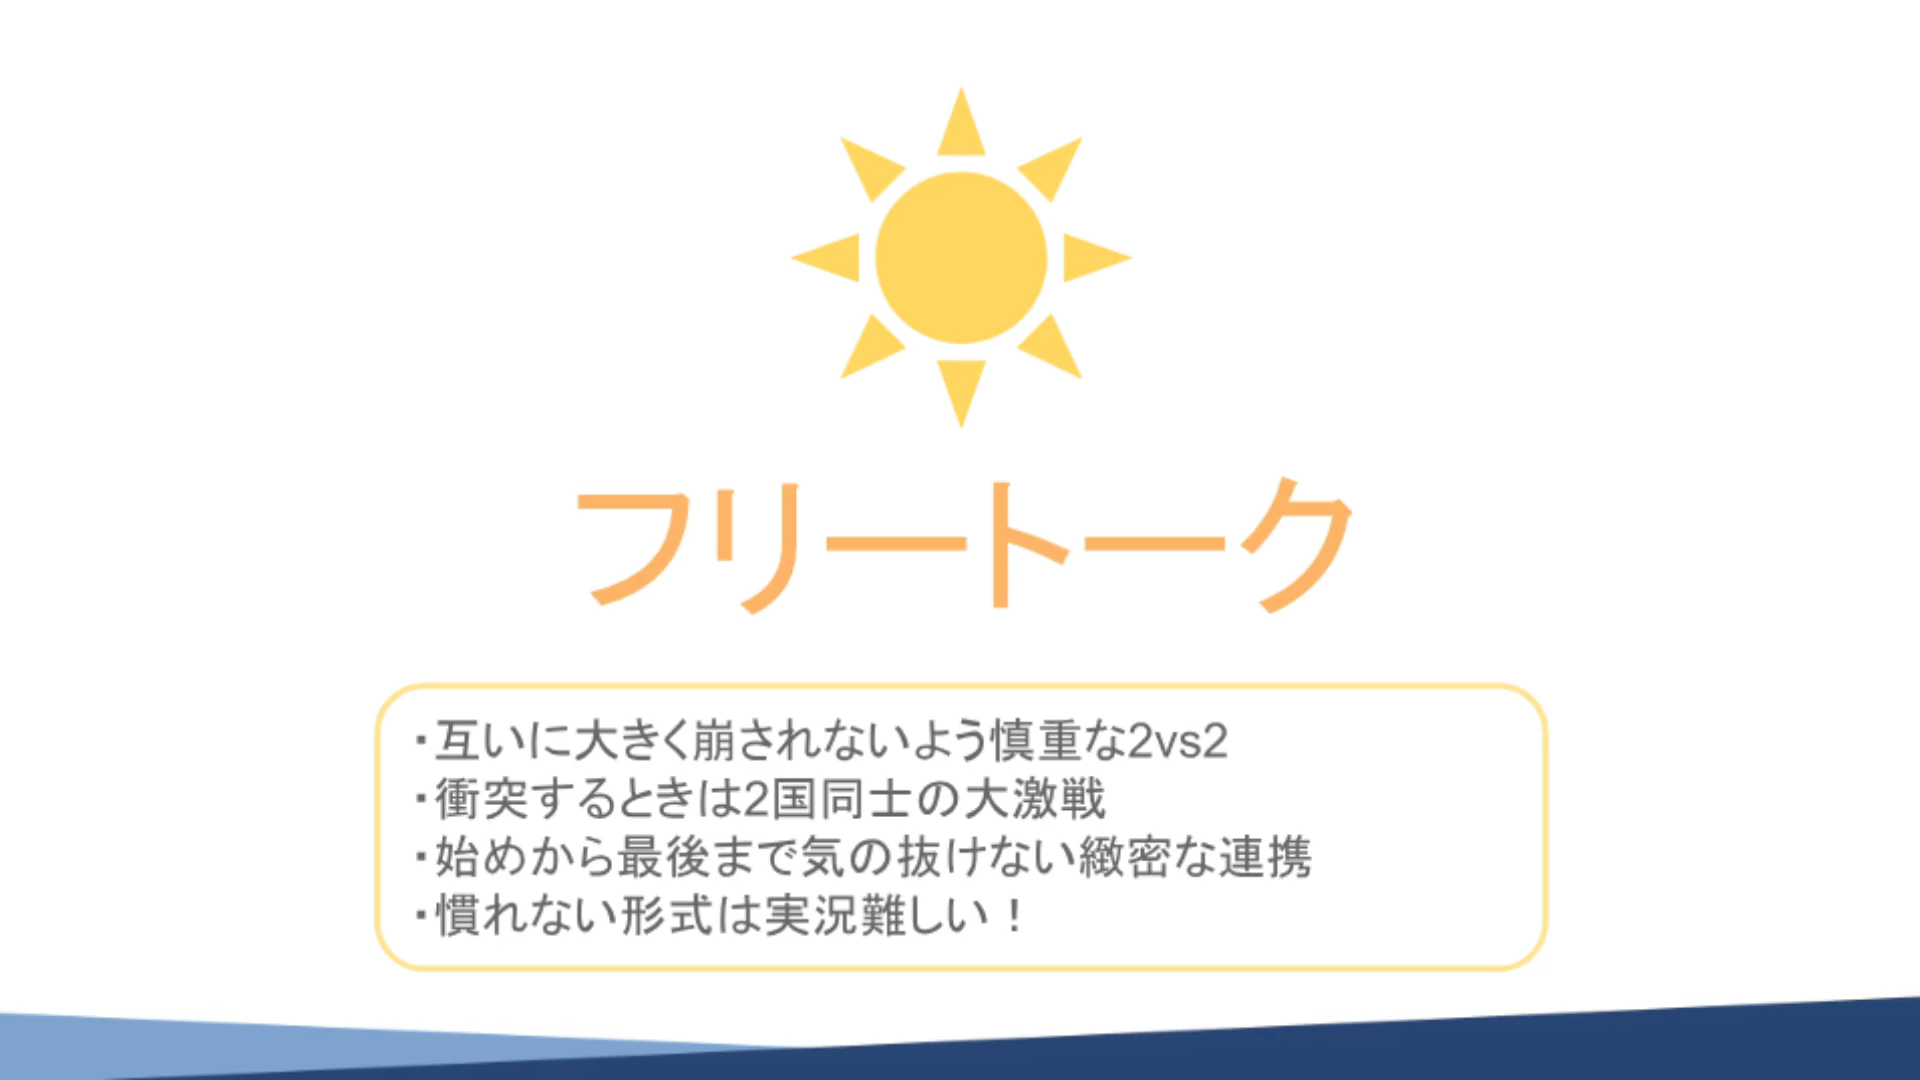 フリートーク
・互いに大きく崩されないよう慎重な2vs2
・衝突するときは2国同士の大激戦
・始めから最後まで気の抜けない緻密な連携
・慣れない形式は実況難しい！